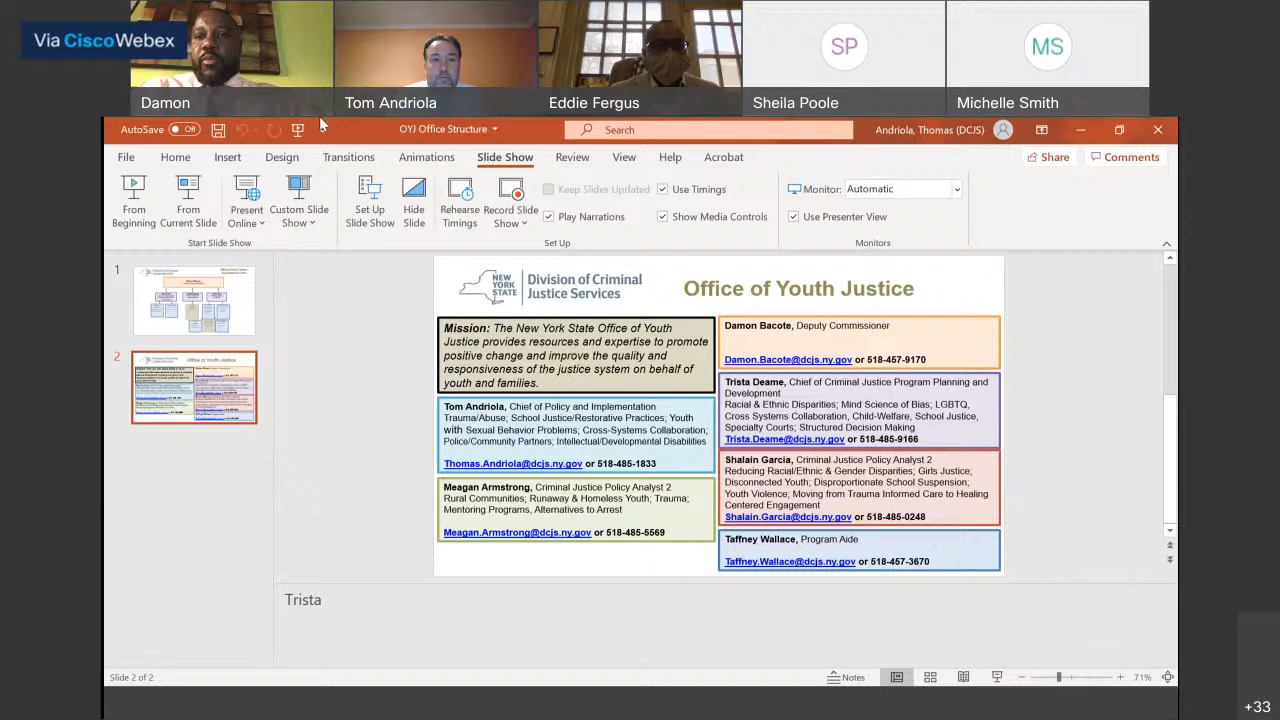 Via CiscoWebex
SP
MS
Damon
Tom Andriola
Eddie Fergus
Sheila Poole
Michelle Smith
AutoSave Off
OYJ Office Structure
Search
Andriola, Thomas (DCJS)
File Home Insert Design Transitions Animations Slide Show Review View Help Acrobat
Share
Comments
From Beginning
From Current Slide
Present Online
Custom Slide Show
Start Slide Show
Set Up Slide Show
Hide Slide
Rehearse Timings
Record Slide Show
Keep Slides Updated
Play Narrations
Use Timings
Show Media Controls
Set Up
Monitor: Automatic
Use Presenter View
Monitors
1
2
NEW
YORK
STATE
Division of Criminal
Justice Services
Office of Youth Justice
Mission: The New York State Office of Youth
Justice provides resources and expertise to promote
positive change and improve the quality and
responsiveness of the justice system on behalf of
youth and families.
Tom Andriola, Chief of Policy and Implementation
Trauma/Abuse; School Justice/Restorative Practices; Youth
with Sexual Behavior Problems; Cross-Systems Collaboration;
Police/Community Partners; Intellectual/Developmental Disabilities
Thomas.Andriola@dcjs.ny.gov or 518-485-1833
Meagan Armstrong, Criminal Justice Policy Analyst 2
Rural Communities; Runaway & Homeless Youth; Trauma;
Mentoring Programs, Alternatives to Arrest
Meagan.Armstrong@dcjs.ny.gov or 518-485-5569
Damon Bacote, Deputy Commissioner
Damon.Bacote@dcjs.ny.gov or 518-457-9170
Trista Deame, Chief of Criminal Justice Program Planning and
Development
Racial & Ethnic Disparities; Mind Science of Bias; LGBTQ,
Cross Systems Collaboration, Child-Welfare, School Justice,
Specialty Courts; Structured Decision Making
Trista.Deame@dcjs.ny.gov or 518-485-9166
Shalain Garcia, Criminal Justice Policy Analyst 2
Reducing Racial/Ethnic & Gender Disparities; Girls Justice;
Disconnected Youth; Disproportionate School Suspension;
Youth Violence; Moving from Trauma Informed Care to Healing
Centered Engagement
Shalain.Garcia@dcjs.ny.gov or 518-485-0248
Taffney Wallace, Program Aide
Taffney.Wallace@dcjs.ny.gov or 518-457-3670
Trista
Slide 2 of 2
Notes
71%
+33